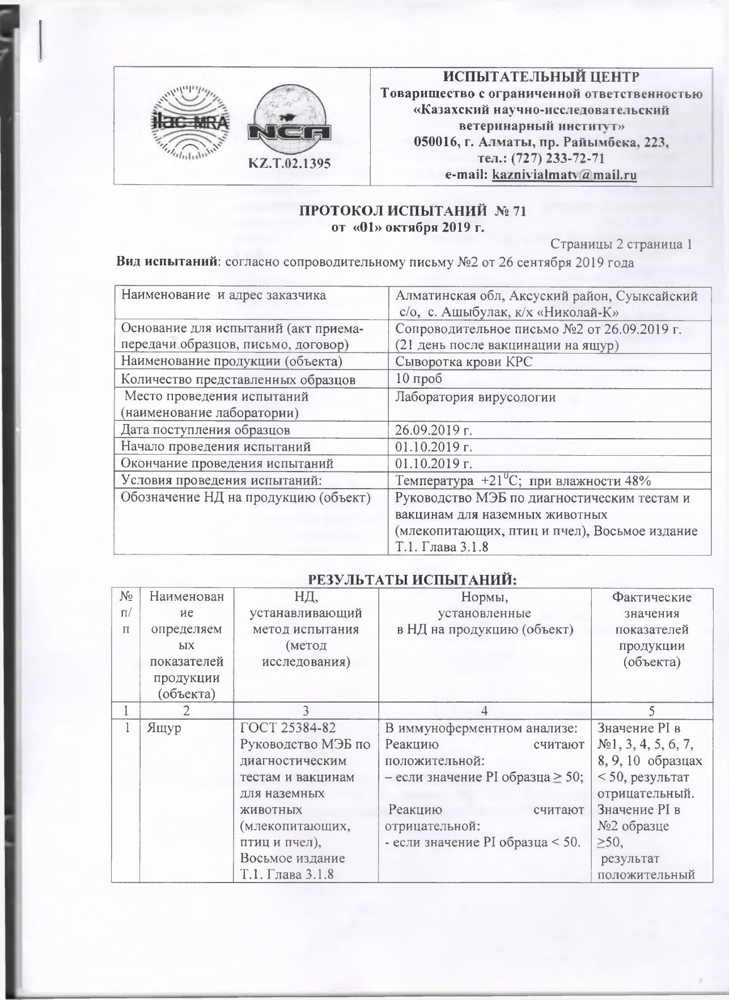 ilac-MRA
NCA
KZ.T.02.1395
ИСПЫТАТЕЛЬНЫЙ ЦЕНТР
Товарищество с ограниченной ответственностью
«Казахский научно-исследовательский
ветеринарный институт»
050016, г. Алматы, пр. Райымбека, 223,
тел.: (727) 233-72-71
e-mail: kaznivialmaty@mail.ru
ПРОТОКОЛ ИСПЫТАНИЙ № 71
от «01» октября 2019 г.
Страницы 2 страница 1
Вид испытаний: согласно сопроводительному письму №2 от 26 сентября 2019 года
Наименование и адрес заказчика
Алматинская обл, Аксуский район, Суыксайский
с/о, с. Ашыбулак, к/х «Николай-К»
Основание для испытаний (акт приема-
передачи образцов, письмо, договор)
Сопроводительное письмо №2 от 26.09.2019 г.
(21 день после вакцинации на ящур)
Наименование продукции (объекта)
Сыворотка крови КРС
Количество представленных образцов
10 проб
Место проведения испытаний
(наименование лаборатории)
Лаборатория вирусологии
Дата поступления образцов
26.09.2019 г.
Начало проведения испытаний
01.10.2019 г.
Окончание проведения испытаний
01.10.2019 г.
Условия проведения испытаний:
Температура +21⁰С; при влажности 48%
Обозначение НД на продукцию (объект)
Руководство МЭБ по диагностическим тестам и
вакцинам для наземных животных
(млекопитающих, птиц и пчел), Восьмое издание
Т.1. Глава 3.1.8
РЕЗУЛЬТАТЫ ИСПЫТАНИЙ:
№
п/
п
Наименован
ие
определяем
ых
показателей
продукции
(объекта)
НД,
устанавливающий
метод испытания
(метод
исследования)
Нормы,
установленные
в НД на продукцию (объект)
Фактические
значения
показателей
продукции
(объекта)
1
2
3
4
5
1
Ящур
ГОСТ 25384-82
Руководство МЭБ по
диагностическим
тестам и вакцинам
для наземных
животных
(млекопитающих,
птиц и пчел),
Восьмое издание
Т.1. Глава 3.1.8
В иммуноферментном анализе:
Реакцию считают
положительной:
– если значение PI образца ≥ 50;
Реакцию считают
отрицательной:
- если значение PI образца < 50.
Значение PI в
№1, 3, 4, 5, 6, 7,
8, 9, 10 образцах
< 50, результат
отрицательный.
Значение PI в
№2 образце
≥50,
результат
положительный